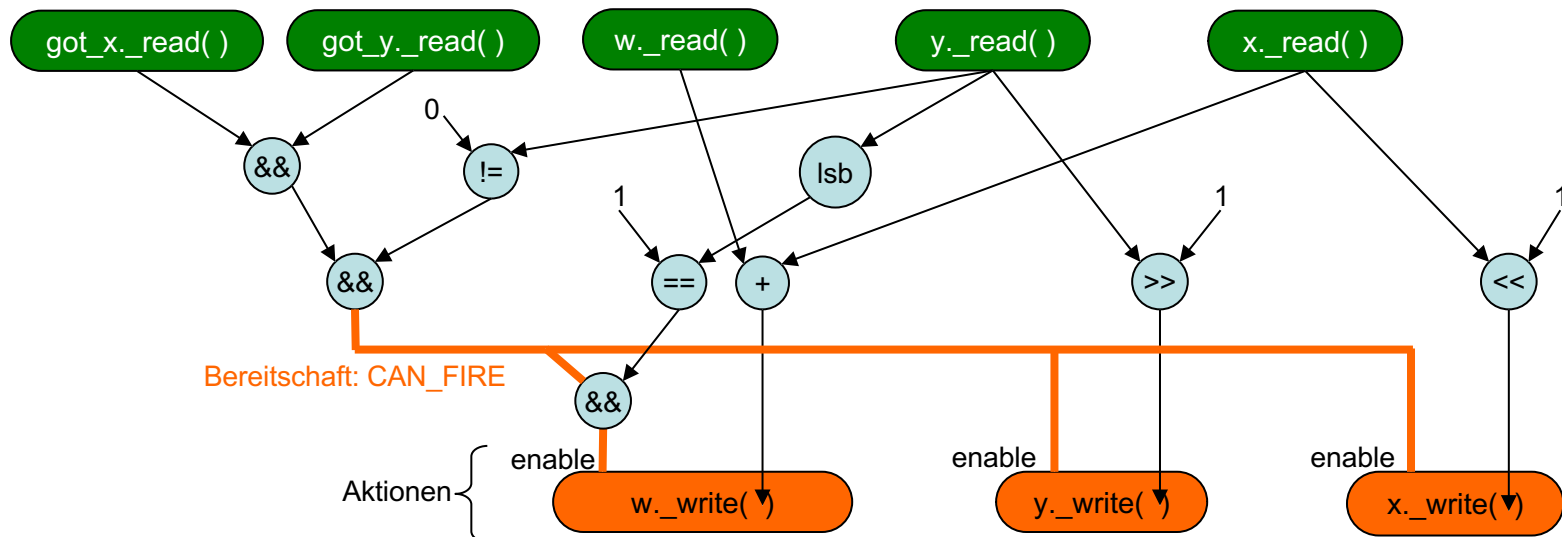 got_x._read( )
got_y._read( )
w._read( )
y._read( )
x._read( )
0
&&
!=
lsb
1
1
1
&&
==
+
>>
<<
Bereitschaft: CAN_FIRE
&&
enable
enable
enable
Aktionen
w._write( )
y._write( )
x._write( )